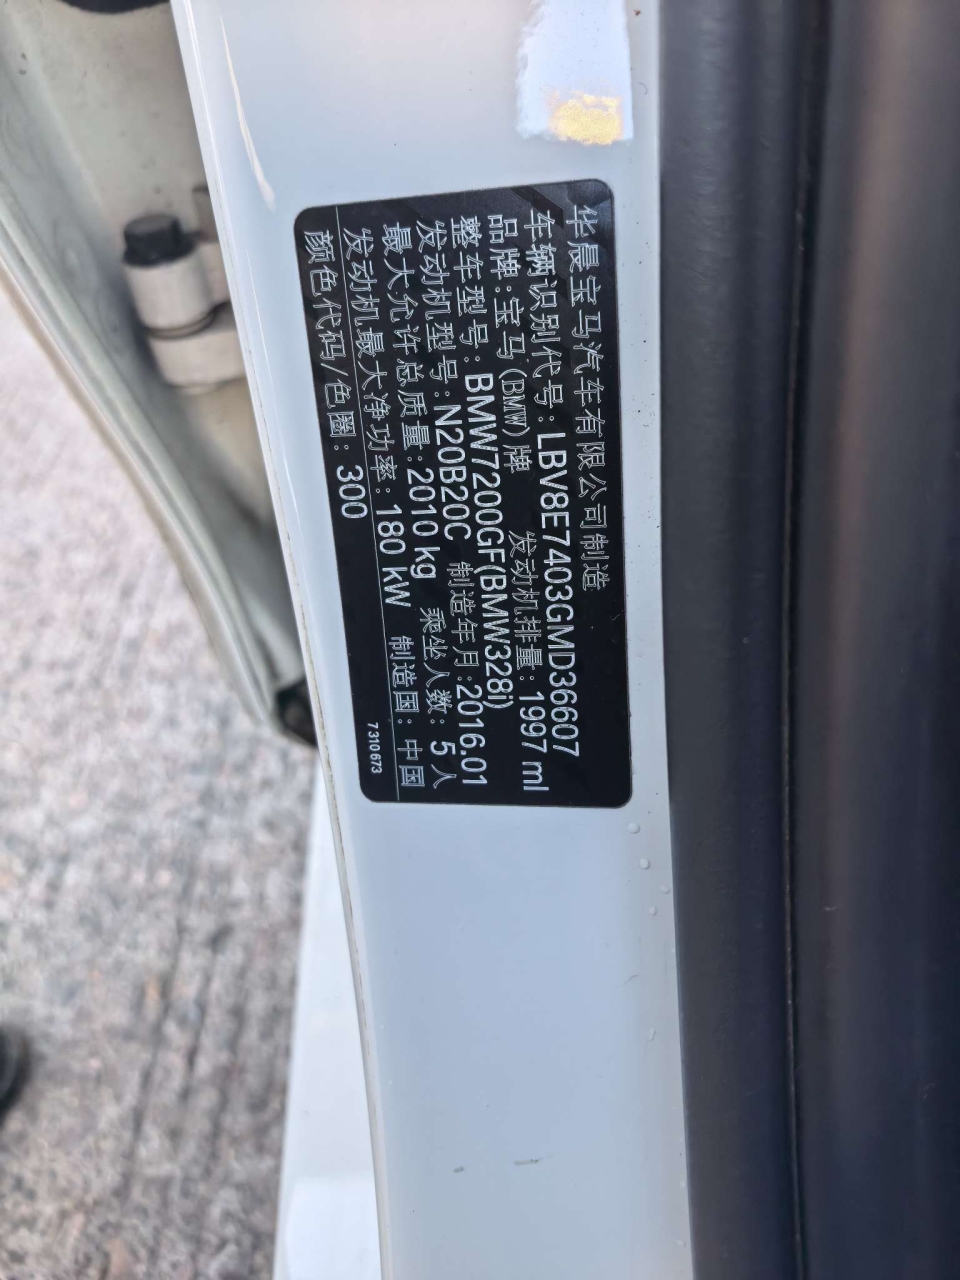 华晨宝马汽车有限公司制造
车辆识别代号：LBV8E7403GMD36607
品牌：宝马(BMW)牌 发动机排量：1997 ml
整车型号：BMW7200GF(BMW328i)
发动机型号：N20B20C 制造年月：2016.01
最大允许总质量：2010 kg 乘坐人数：5人
发动机最大净功率：180 kW 制造国：中国
颜色代码/色圈：300
7 310 673